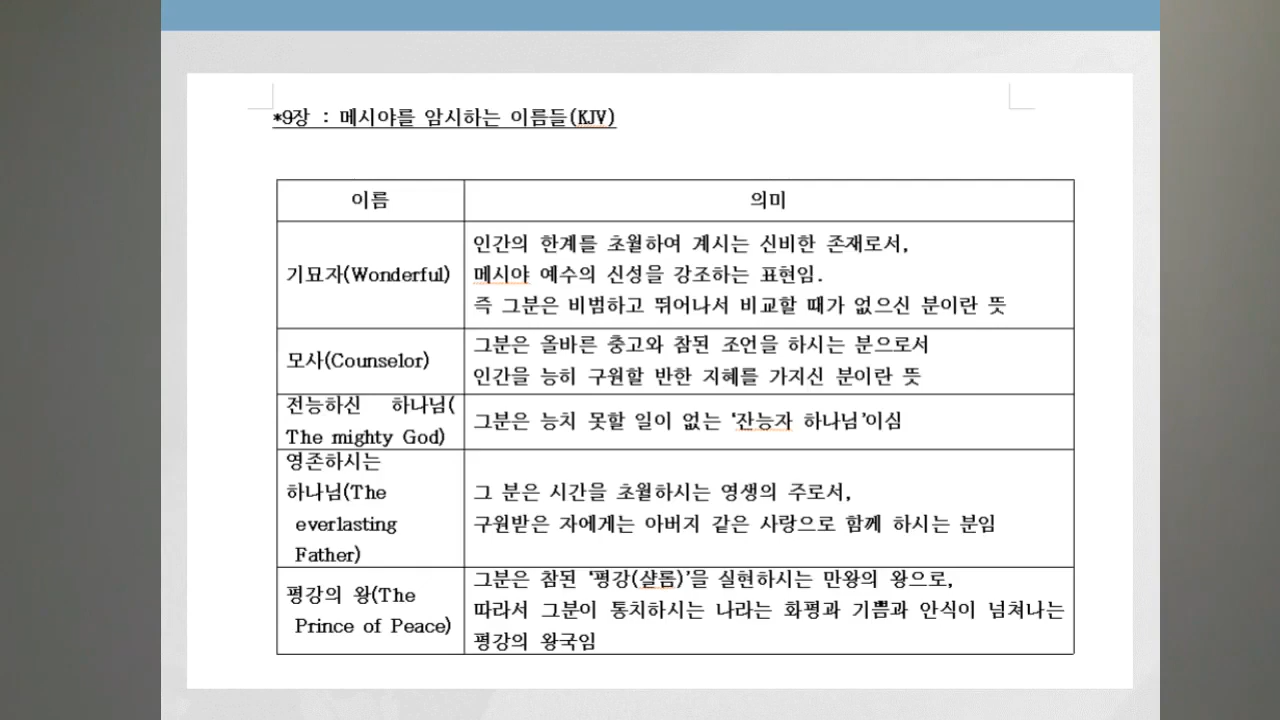 *9장 : 메시야를 암시하는 이름들(KJV)
이름
의미
기묘자(Wonderful)
인간의 한계를 초월하여 계시는 신비한 존재로서,
메시야 예수의 신성을 강조하는 표현임.
즉 그분은 비범하고 뛰어나서 비교할 때가 없으신 분이란 뜻
모사(Counselor)
그분은 올바른 충고와 참된 조언을 하시는 분으로서
인간을 능히 구원할 반한 지혜를 가지신 분이란 뜻
전능하신 하나님(
The mighty God)
그분은 능치 못할 일이 없는 '잔능자 하나님'이심
영존하시는
하나님(The
everlasting
Father)
그 분은 시간을 초월하시는 영생의 주로서,
구원받은 자에게는 아버지 같은 사랑으로 함께 하시는 분임
평강의 왕(The
Prince of Peace)
그분은 참된 '평강(샬롬)'을 실현하시는 만왕의 왕으로,
따라서 그분이 통치하시는 나라는 화평과 기쁨과 안식이 넘쳐나는
평강의 왕국임